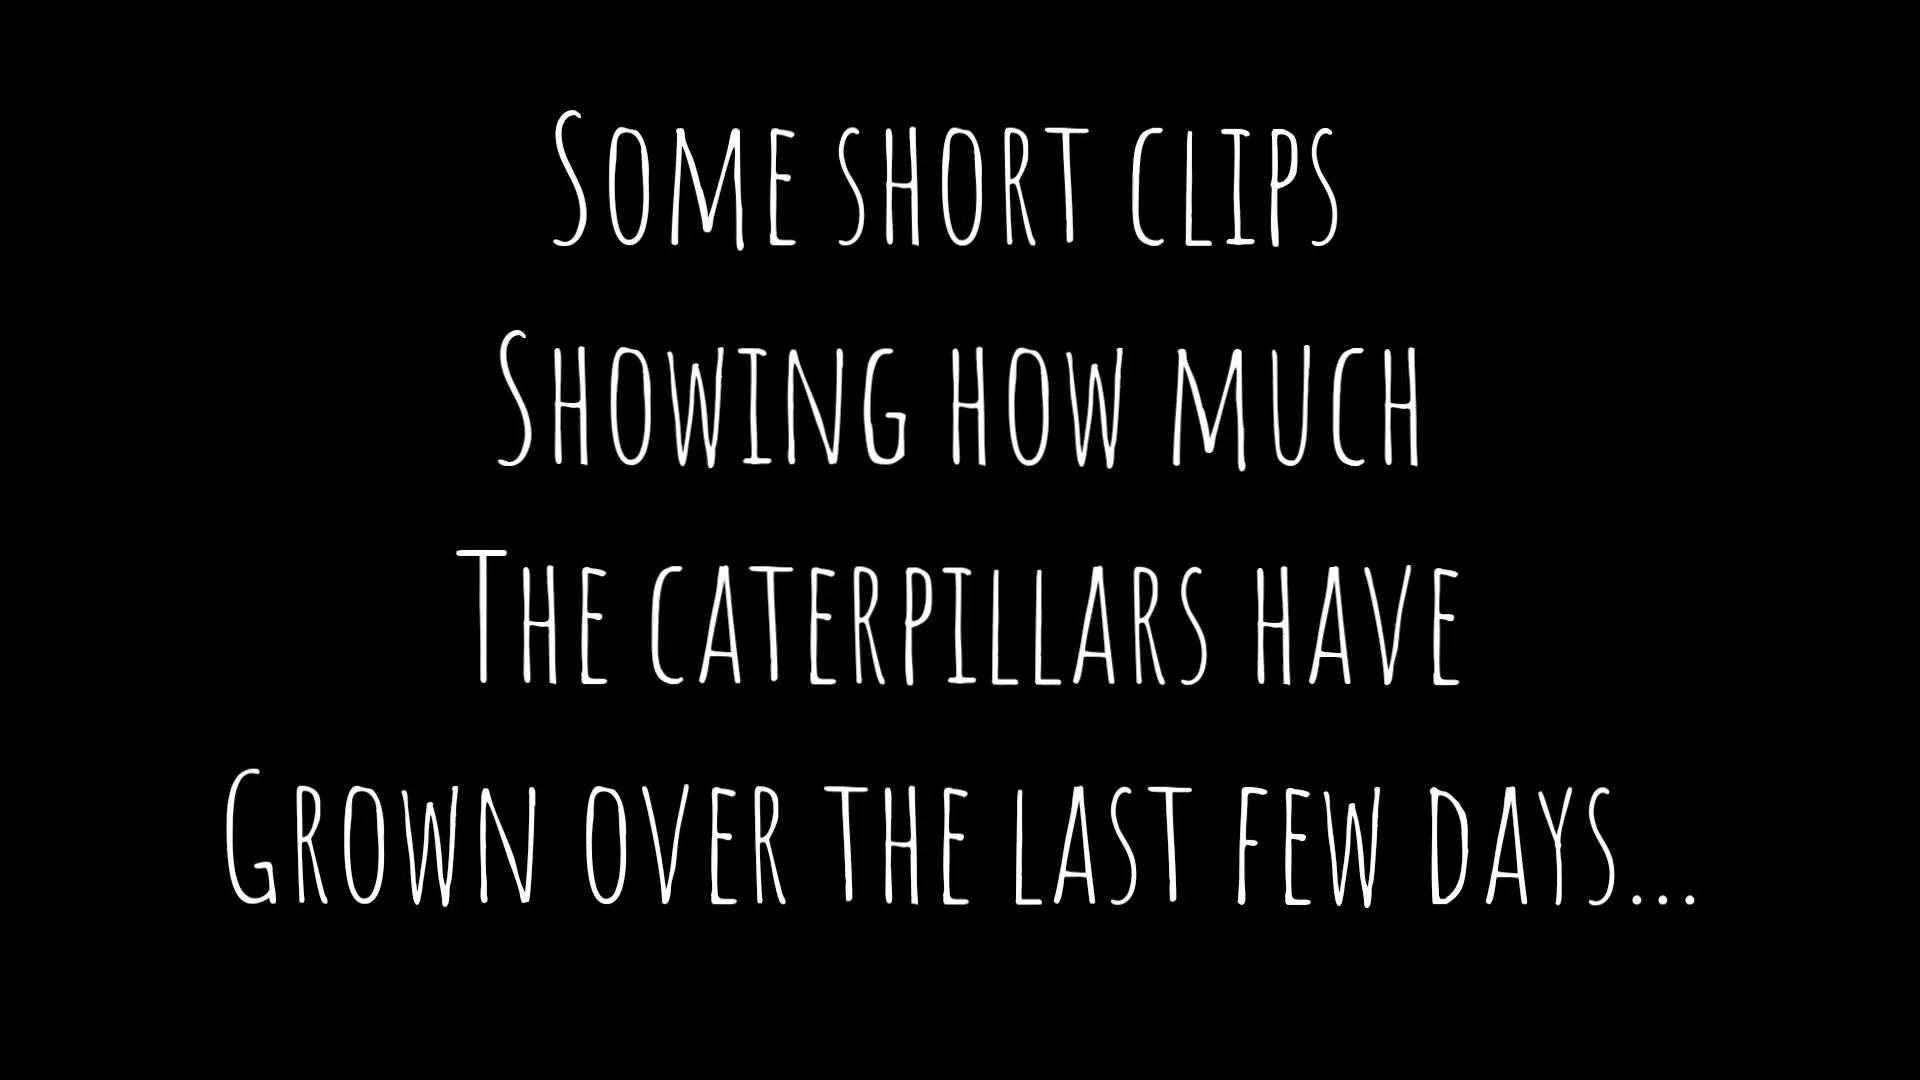 Some short clips
Showing how much
The caterpillars have
Grown over the last few days...